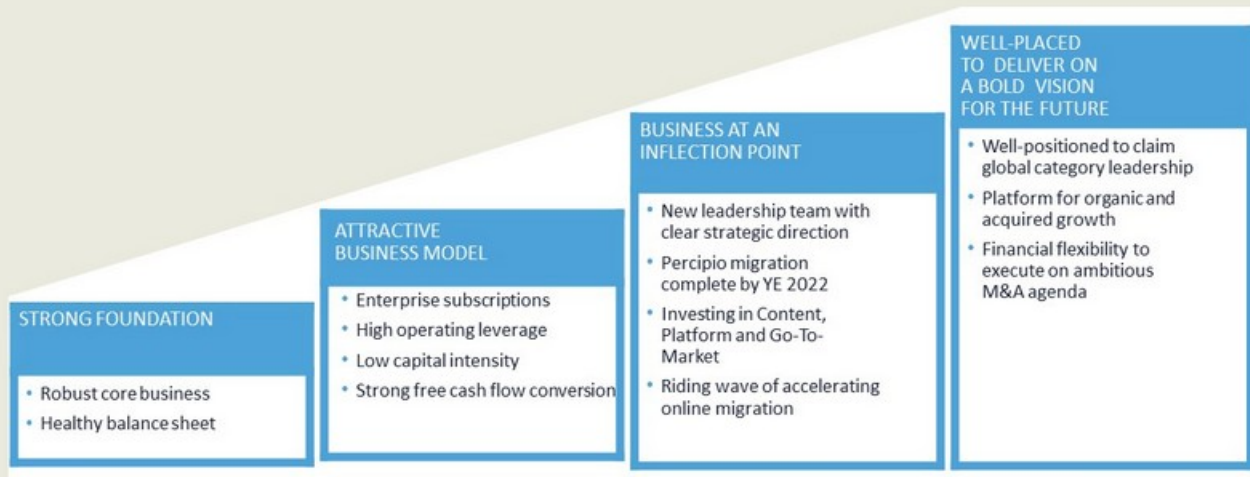 STRONG FOUNDATION
• Robust core business
• Healthy balance sheet
ATTRACTIVE
BUSINESS MODEL
• Enterprise subscriptions
• High operating leverage
• Low capital intensity
• Strong free cash flow conversion
BUSINESS AT AN
INFLECTION POINT
• New leadership team with
clear strategic direction
• Percipio migration
complete by YE 2022
• Investing in Content,
Platform and Go-To-
Market
• Riding wave of accelerating
online migration
WELL-PLACED
TO DELIVER ON
A BOLD VISION
FOR THE FUTURE
• Well-positioned to claim
global category leadership
• Platform for organic and
acquired growth
• Financial flexibility to
execute on ambitious
M&A agenda